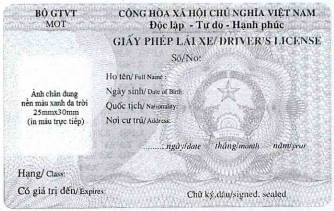 BỘ GTVT
MOT
CỘNG HÒA XÃ HỘI CHỦ NGHĨA VIỆT NAM
Độc lập - Tự do - Hạnh phúc
GIẤY PHÉP LÁI XE/DRIVER'S LICENSE
Số/No:
Ảnh chân dung
nền màu xanh da trời
25mmx30mm
(in màu trực tiếp)
Họ tên/ Full Name:
Ngày sinh/ Date of Birth:
Quốc tịch/ Nationality:
Nơi cư trú/ Address:
ngày/date tháng/month năm/year
Hạng/ Class:
Có giá trị đến/ Expires:
Chữ ký,dấu/signed, sealed